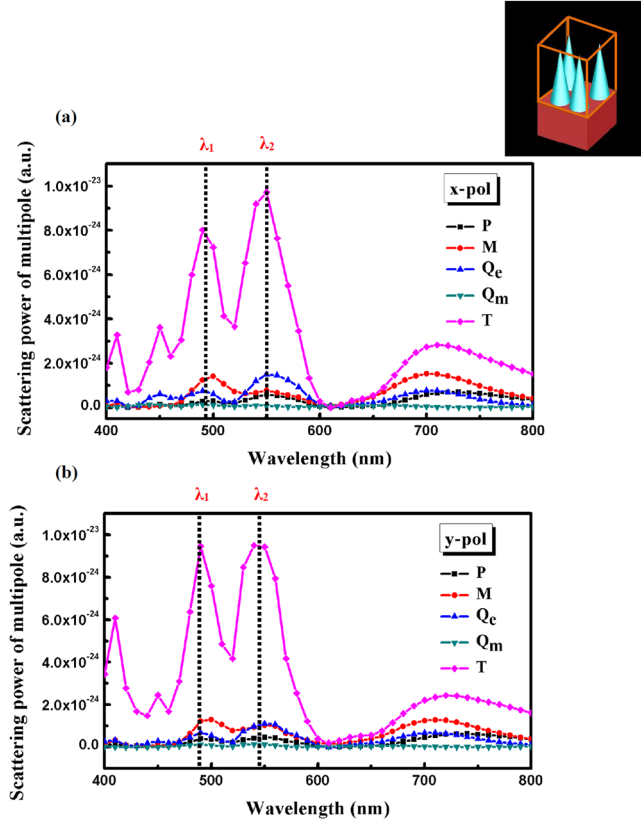 (a)
λ1 λ2
Scattering power of multipole (a.u.)
1.0x10-23
8.0x10-24
6.0x10-24
4.0x10-24
2.0x10-24
0.0
x-pol
P
M
Qe
Qm
T
400 500 600 700 800
Wavelength (nm)
(b)
λ1 λ2
Scattering power of multipole (a.u.)
1.0x10-23
8.0x10-24
6.0x10-24
4.0x10-24
2.0x10-24
0.0
y-pol
P
M
Qe
Qm
T
400 500 600 700 800
Wavelength (nm)